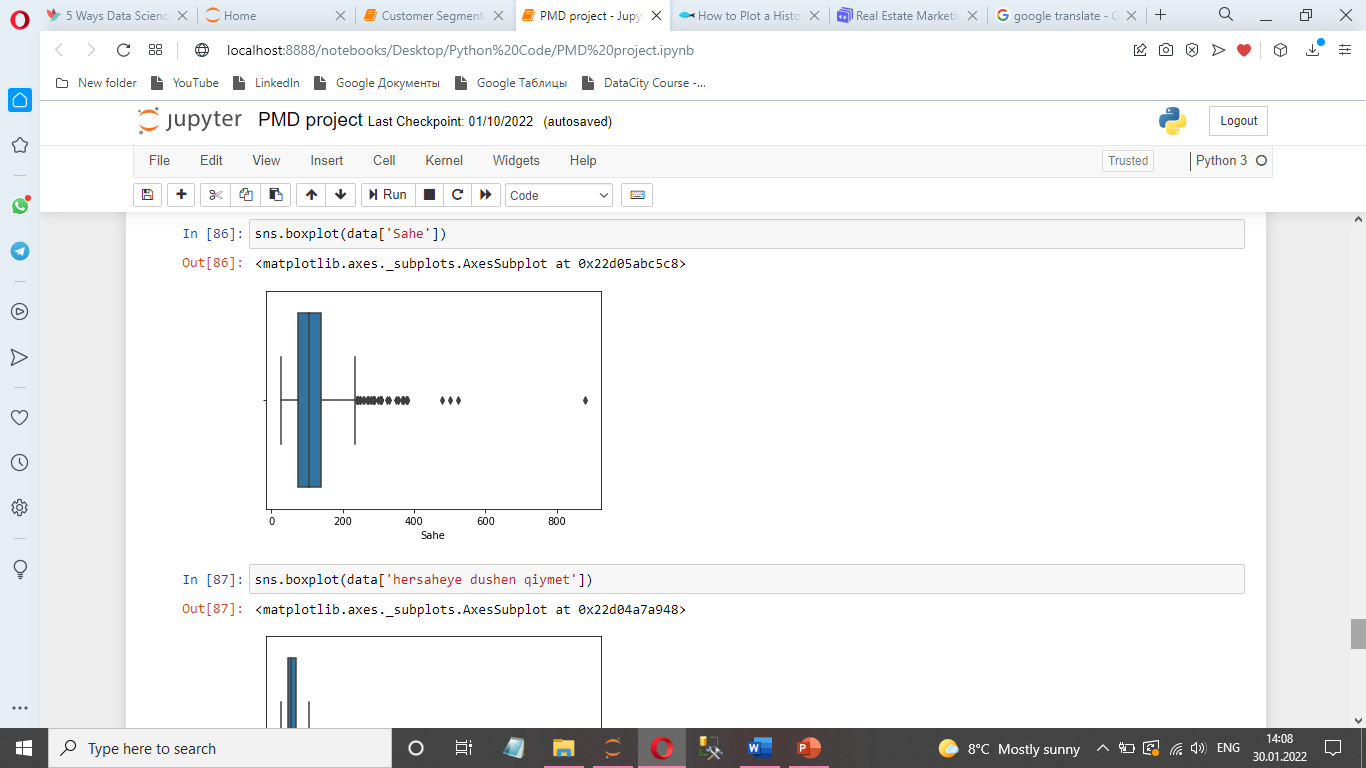 5 Ways Data Scienc
Home
Customer Segment
PMD project - Jupy
How to Plot a Histo
Real Estate Marketi
google translate - G
localhost:8888/notebooks/Desktop/Python%20Code/PMD%20project.ipynb
New folder YouTube LinkedIn Google Документы Google Таблицы DataCity Course -...
jupyter PMD project Last Checkpoint: 01/10/2022 (autosaved) Logout
File Edit View Insert Cell Kernel Widgets Help Trusted Python 3
Run Code
In [86]: sns.boxplot(data['Sahe'])
Out[86]: <matplotlib.axes._subplots.AxesSubplot at 0x22d05abc5c8>
0 200 400 600 800
Sahe
In [87]: sns.boxplot(data['hersaheye dushen qiymet'])
Out[87]: <matplotlib.axes._subplots.AxesSubplot at 0x22d04a7a948>
Type here to search
8°C Mostly sunny
ENG
14:08
30.01.2022